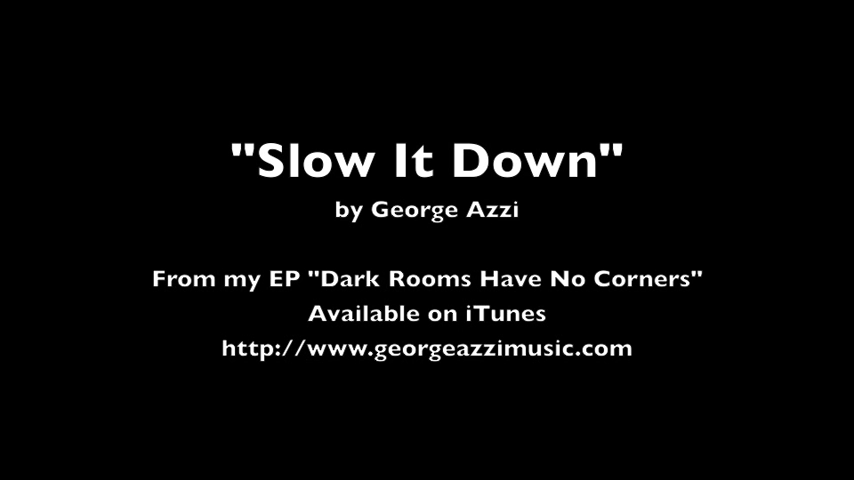 "Slow It Down"
by George Azzi
From my EP "Dark Rooms Have No Corners"
Available on iTunes
http://www.georgeazzimusic.com